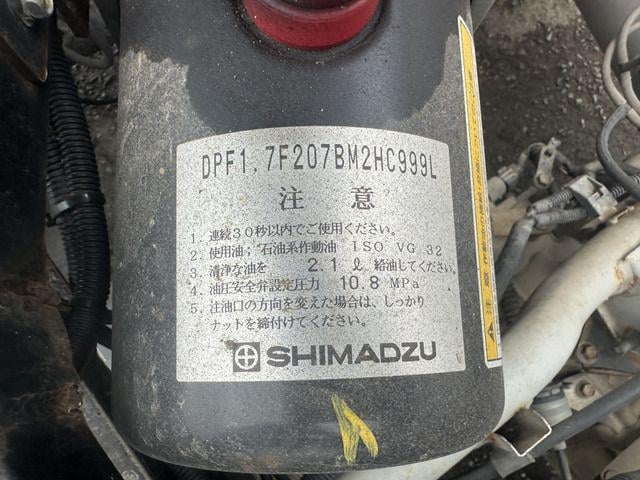 DPF1.7F207BM2HC999L
注意
1. 連続30秒以内でご使用ください。
2. 使用油；石油系作動油 ISO VG 32
3. 清浄な油を 2.1ℓ 給油してください。
4. 油圧安全弁設定圧力 10.8 MPa
5. 注油口の方向を変えた場合は、しっかり
ナットを締付けてください。
SHIMADZU